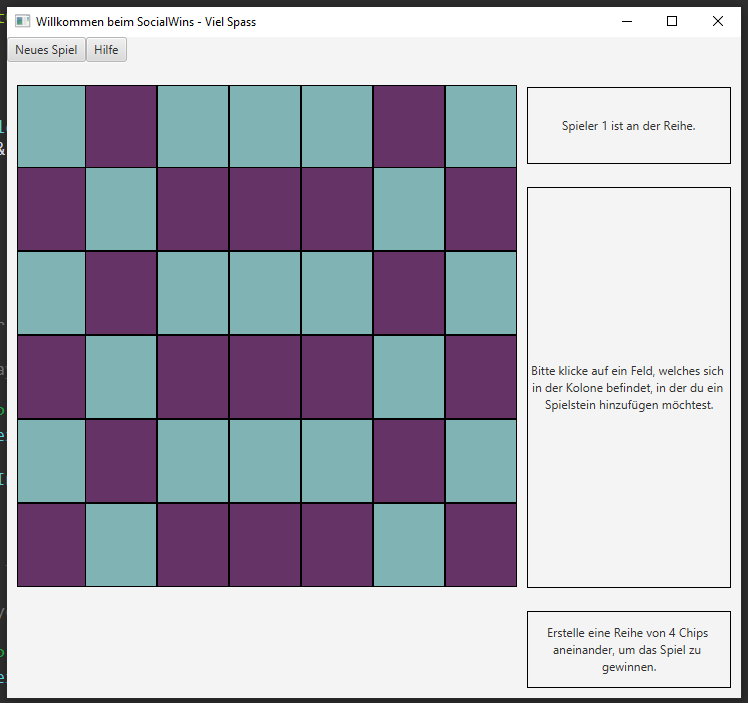 Willkommen beim SocialWins - Viel Spass
Neues Spiel Hilfe
Spieler 1 ist an der Reihe.
Bitte klicke auf ein Feld, welches sich
in der Kolone befindet, in der du ein
Spielstein hinzufügen möchtest.
Erstelle eine Reihe von 4 Chips
aneinander, um das Spiel zu
gewinnen.